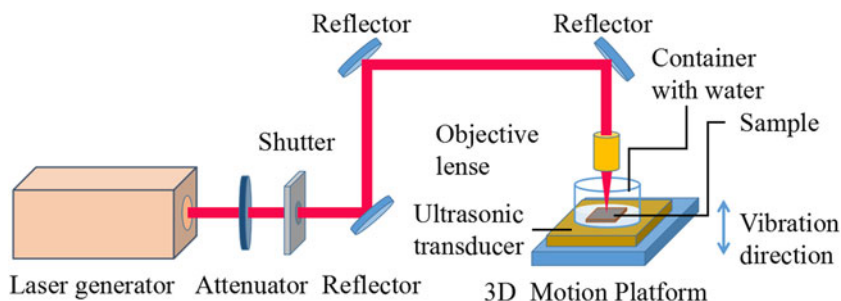 Reflector
Reflector
Container
with water
Sample
Objective
lense
Shutter
Ultrasonic
transducer
Vibration
direction
Laser generator
Attenuator
Reflector
3D Motion Platform